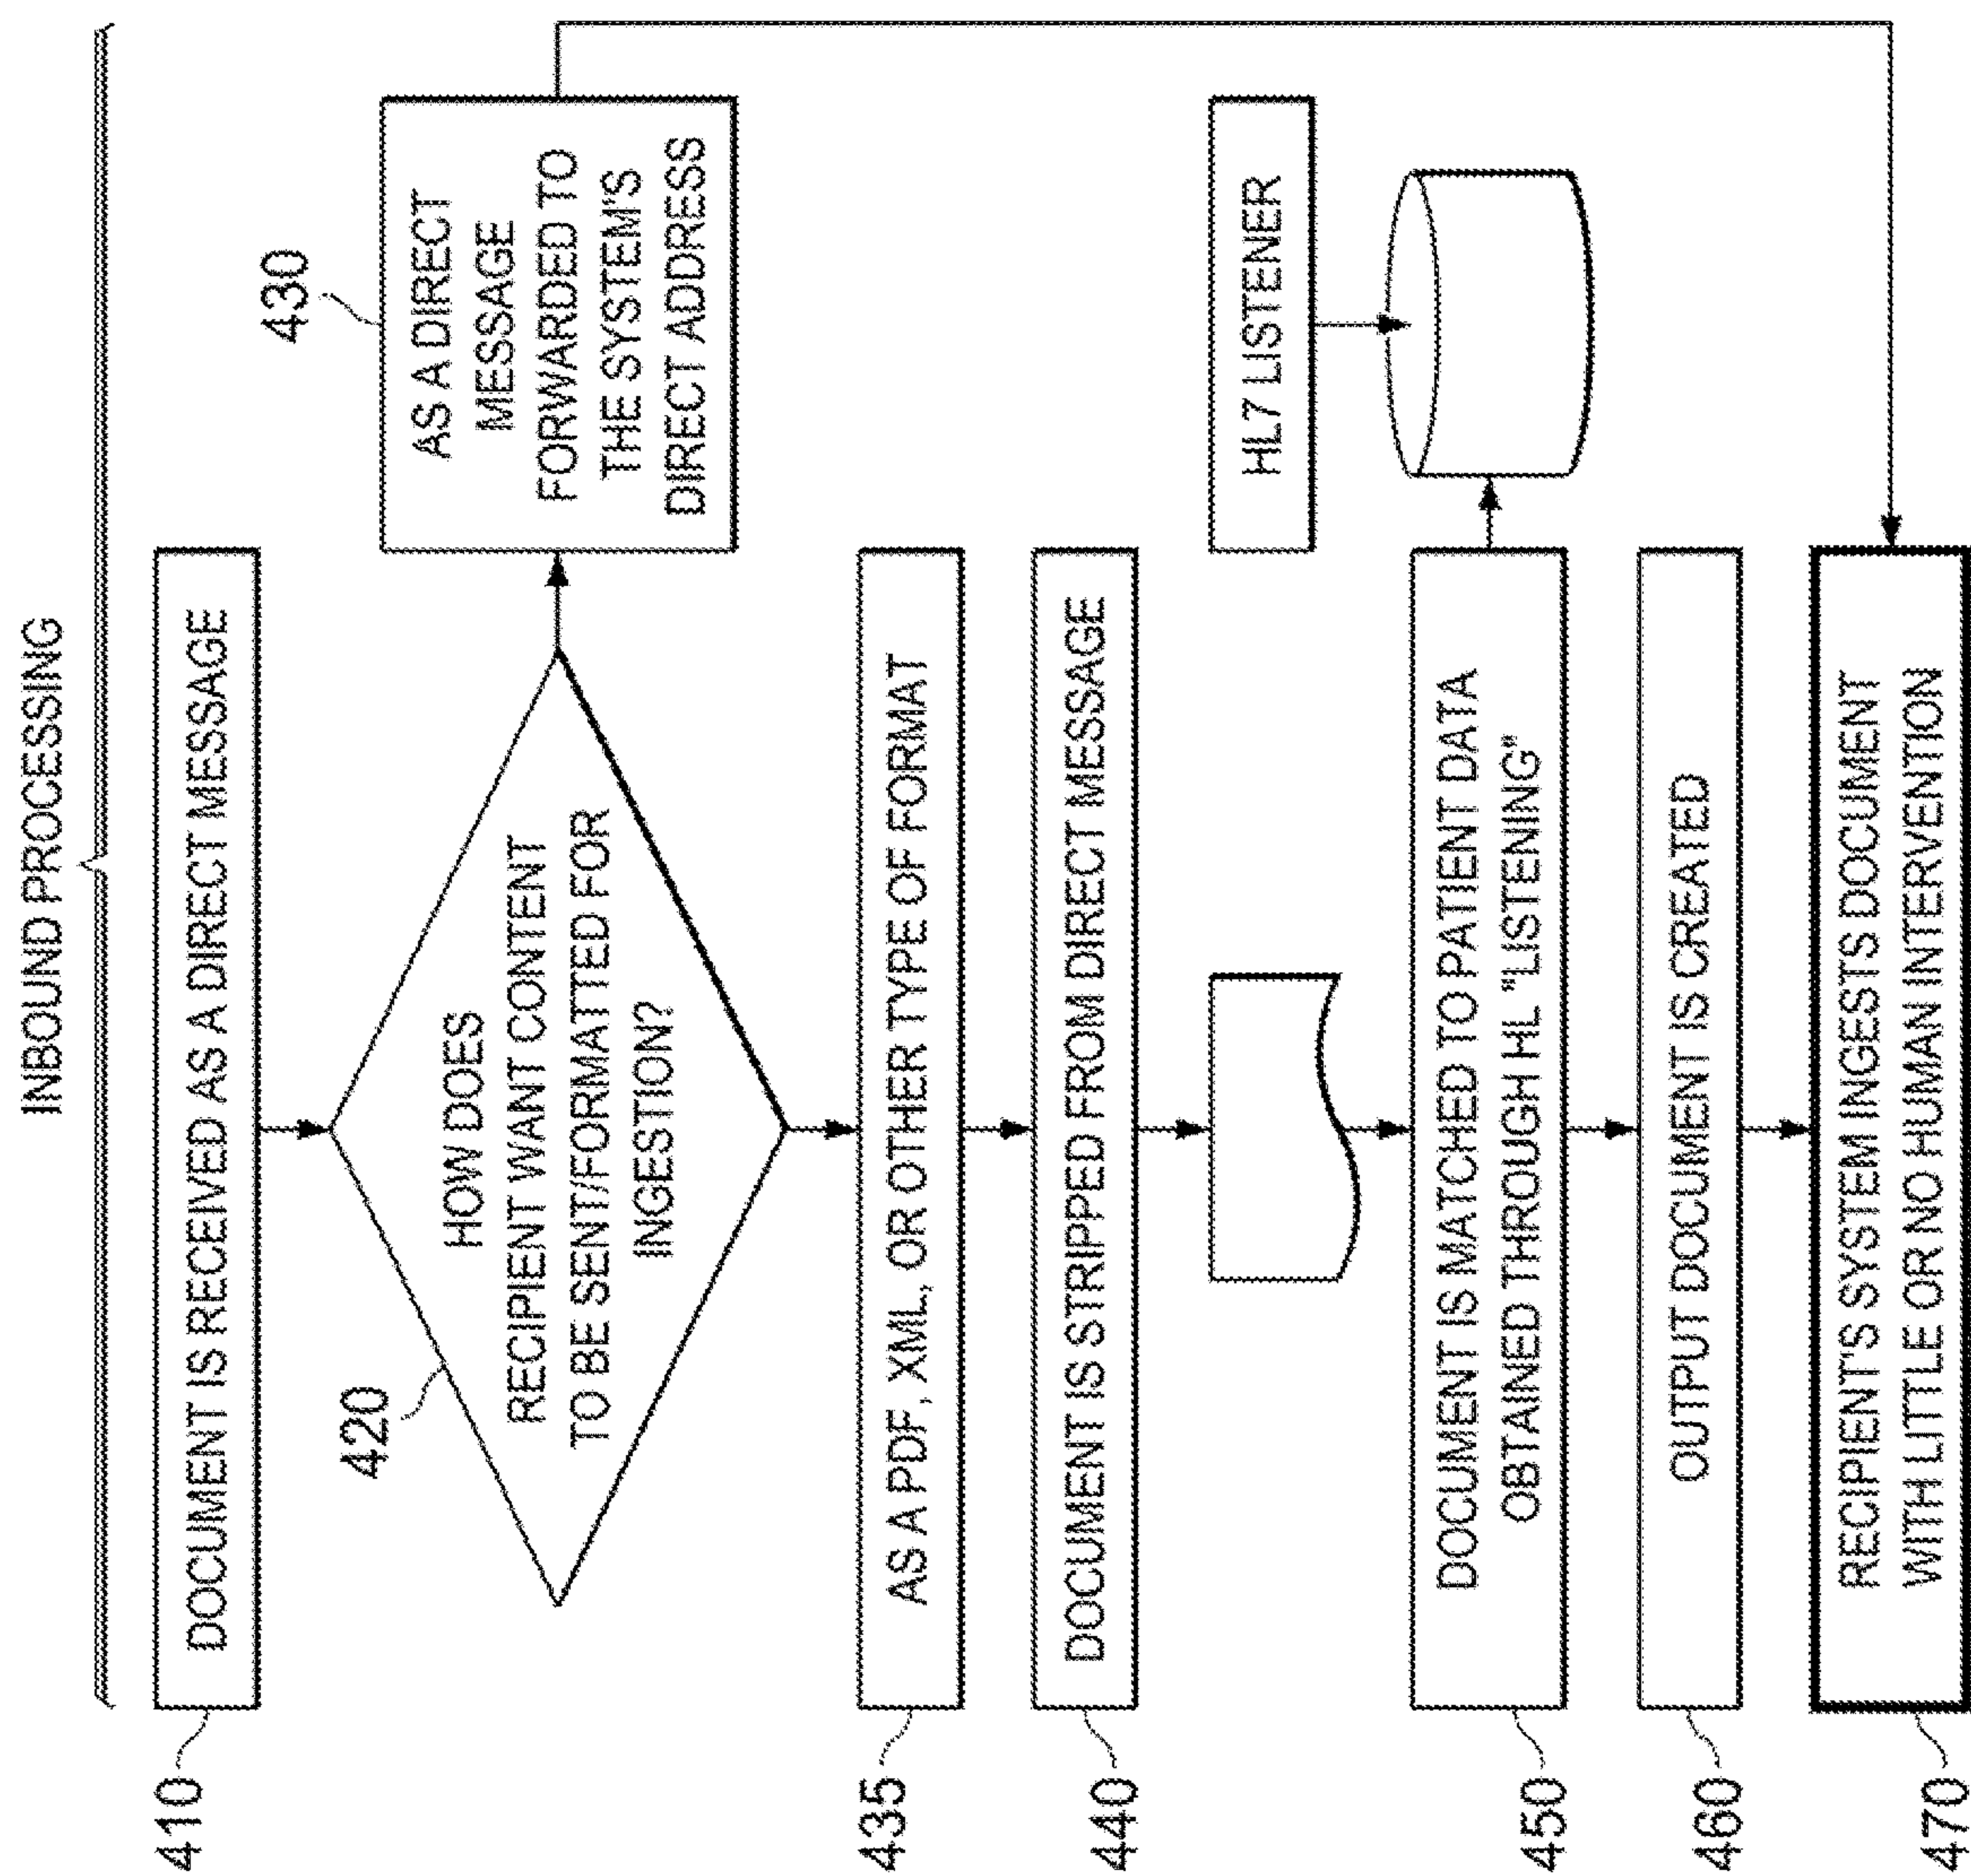 INBOUND PROCESSING
410
DOCUMENT IS RECEIVED AS A DIRECT MESSAGE
420
HOW DOES
RECIPIENT WANT CONTENT
TO BE SENT/FORMATTED FOR
INGESTION?
430
AS A DIRECT
MESSAGE
FORWARDED TO
THE SYSTEM'S
DIRECT ADDRESS
435
AS A PDF, XML, OR OTHER TYPE OF FORMAT
440
DOCUMENT IS STRIPPED FROM DIRECT MESSAGE
HL7 LISTENER
450
DOCUMENT IS MATCHED TO PATIENT DATA
OBTAINED THROUGH HL "LISTENING"
460
OUTPUT DOCUMENT IS CREATED
470
RECIPIENT'S SYSTEM INGESTS DOCUMENT
WITH LITTLE OR NO HUMAN INTERVENTION